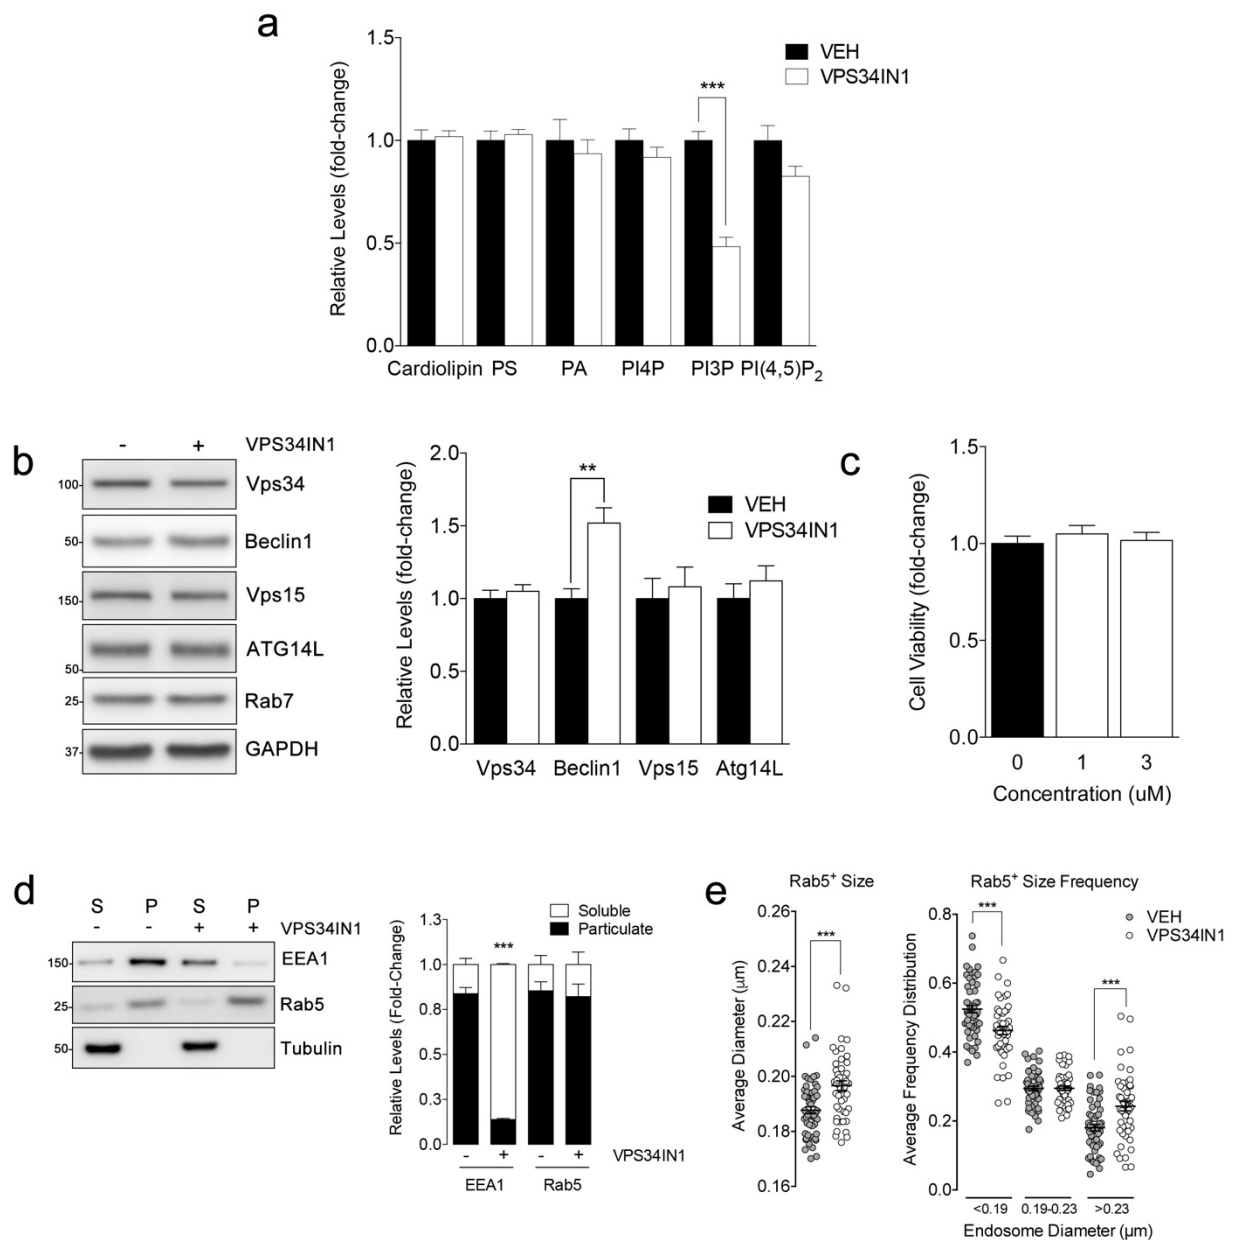 a
Relative Levels (fold-change)
1.5
1.0
0.5
0.0
VEH
VPS34IN1
***
Cardiolipin PS PA PI4P PI3P PI(4,5)P2
b
- + VPS34IN1
100- Vps34
50- Beclin1
150- Vps15
50- ATG14L
25- Rab7
37- GAPDH
Relative Levels (fold-change)
2.0
1.5
1.0
0.5
0.0
**
VEH
VPS34IN1
Vps34 Beclin1 Vps15 Atg14L
c
Cell Viability (fold-change)
1.5
1.0
0.5
0.0
0 1 3
Concentration (uM)
d
S P S P
- - + + VPS34IN1
150- EEA1
25- Rab5
50- Tubulin
Relative Levels (Fold-Change)
1.3
1.0
0.8
0.5
0.3
0.0
Soluble
Particulate
***
- + - + VPS34IN1
EEA1 Rab5
e
Rab5+ Size
Average Diameter (µm)
0.26
0.24
0.22
0.20
0.18
0.16
***
Rab5+ Size Frequency
Average Frequency Distribution
0.8
0.6
0.4
0.2
0.0
***
***
VEH
VPS34IN1
<0.19 0.19-0.23 >0.23
Endosome Diameter (µm)